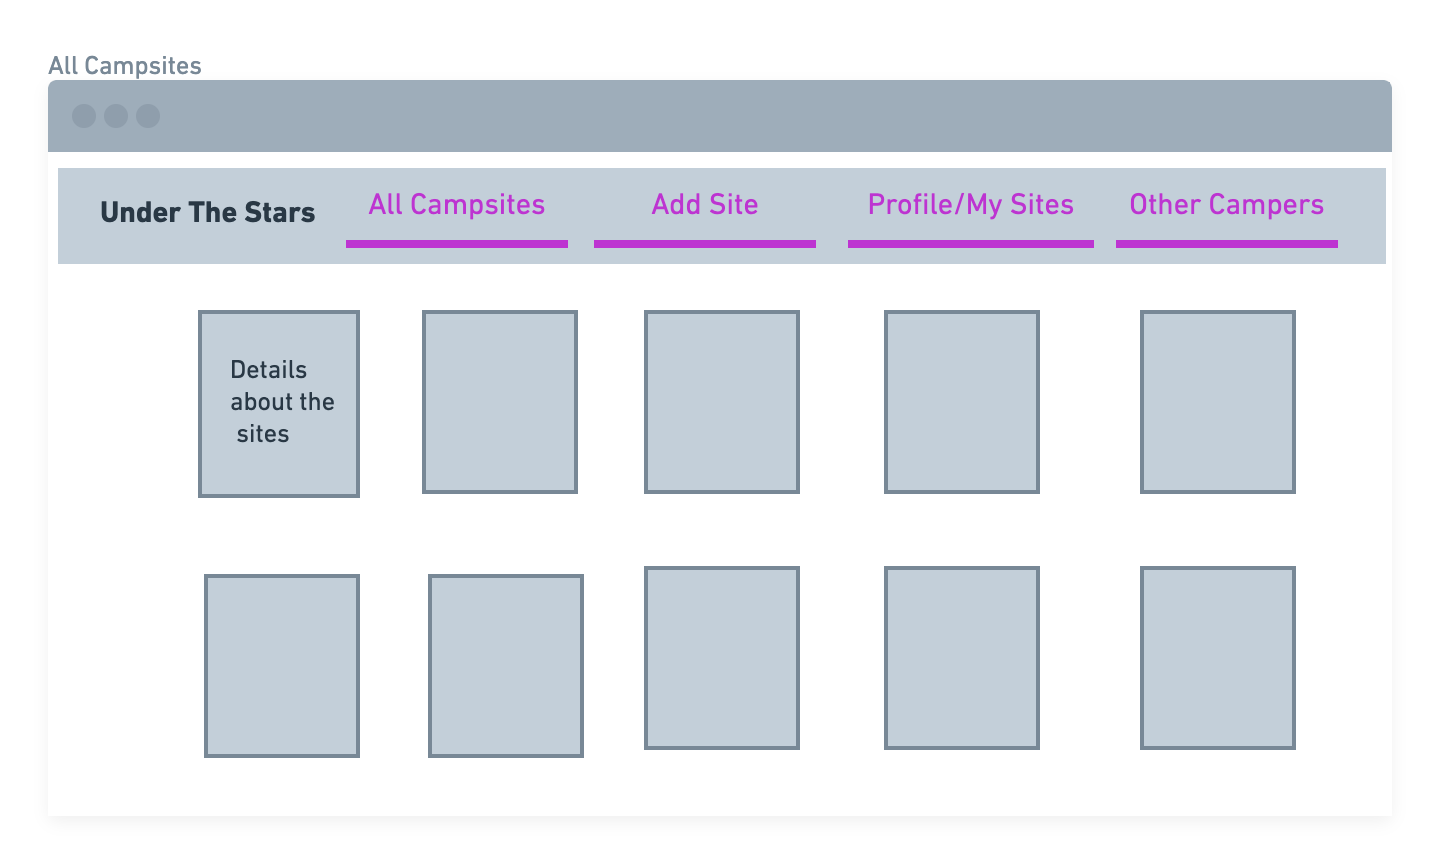 All Campsites
Under The Stars
All Campsites
Add Site
Profile/My Sites
Other Campers
Details
about the
sites